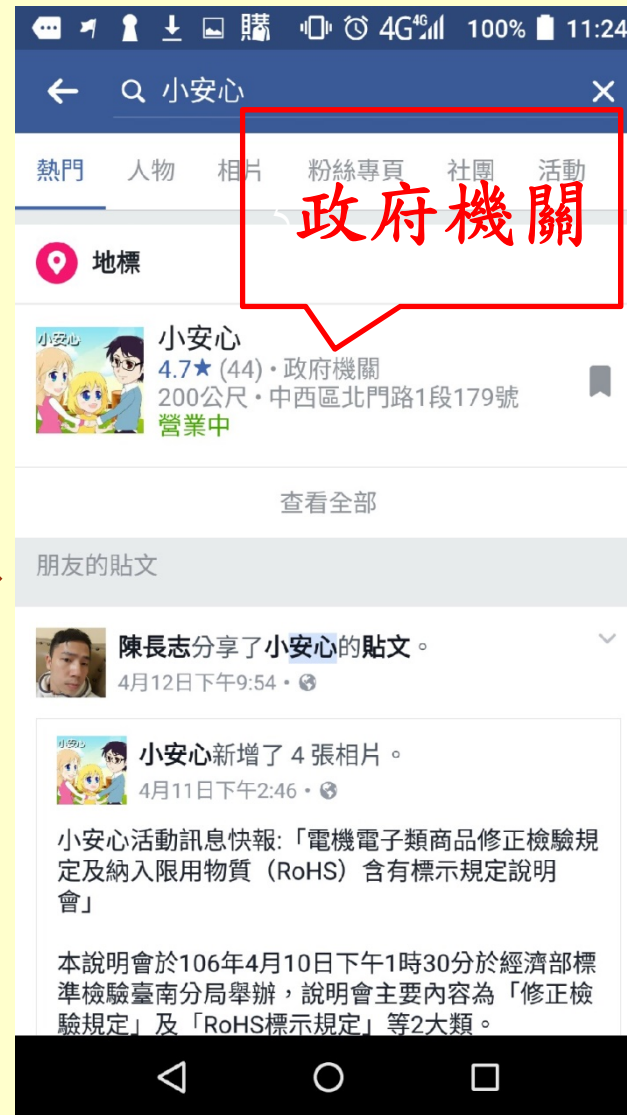 購 4G 4G 100% 11:24
小安心
熱門 人物 相片 粉絲專頁 社團 活動
政府機關
地標
小安心
小安心
4.7★ (44)・政府機關
200公尺・中西區北門路1段179號
營業中
查看全部
朋友的貼文
陳長志分享了小安心的貼文。
4月12日下午9:54・
小安心
小安心新增了 4 張相片。
4月11日下午2:46・
小安心活動訊息快報:「電機電子類商品修正檢驗規
定及納入限用物質（RoHS）含有標示規定說明
會」
本說明會於106年4月10日下午1時30分於經濟部標
準檢驗臺南分局舉辦，說明會主要內容為「修正檢
驗規定」及「RoHS標示規定」等2大類。